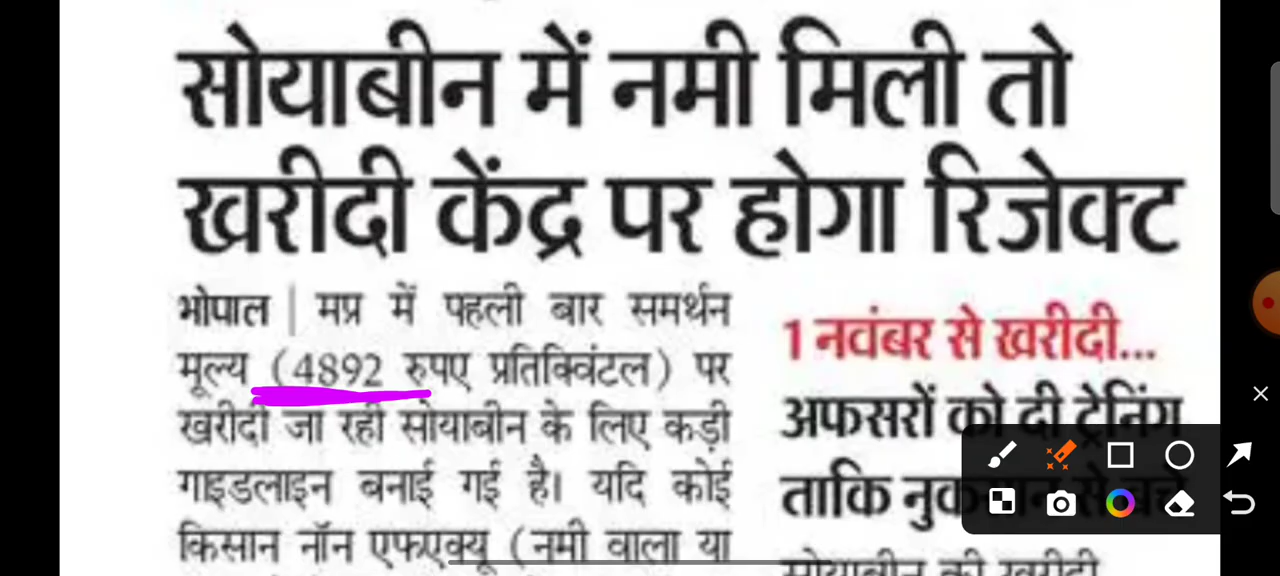 सोयाबीन में नमी मिली तो
खरीदी केंद्र पर होगा रिजेक्ट
भोपाल | मप्र में पहली बार समर्थन
मूल्य (4892 रुपए प्रतिक्विंटल) पर
खरीदी जा रही सोयाबीन के लिए कड़ी
गाइडलाइन बनाई गई है। यदि कोई
किसान नॉन एफएक्यू (नमी वाला या
1 नवंबर से खरीदी...
अफसरों को दी ट्रेनिंग
ताकि
सोयाबीन की खरीदी